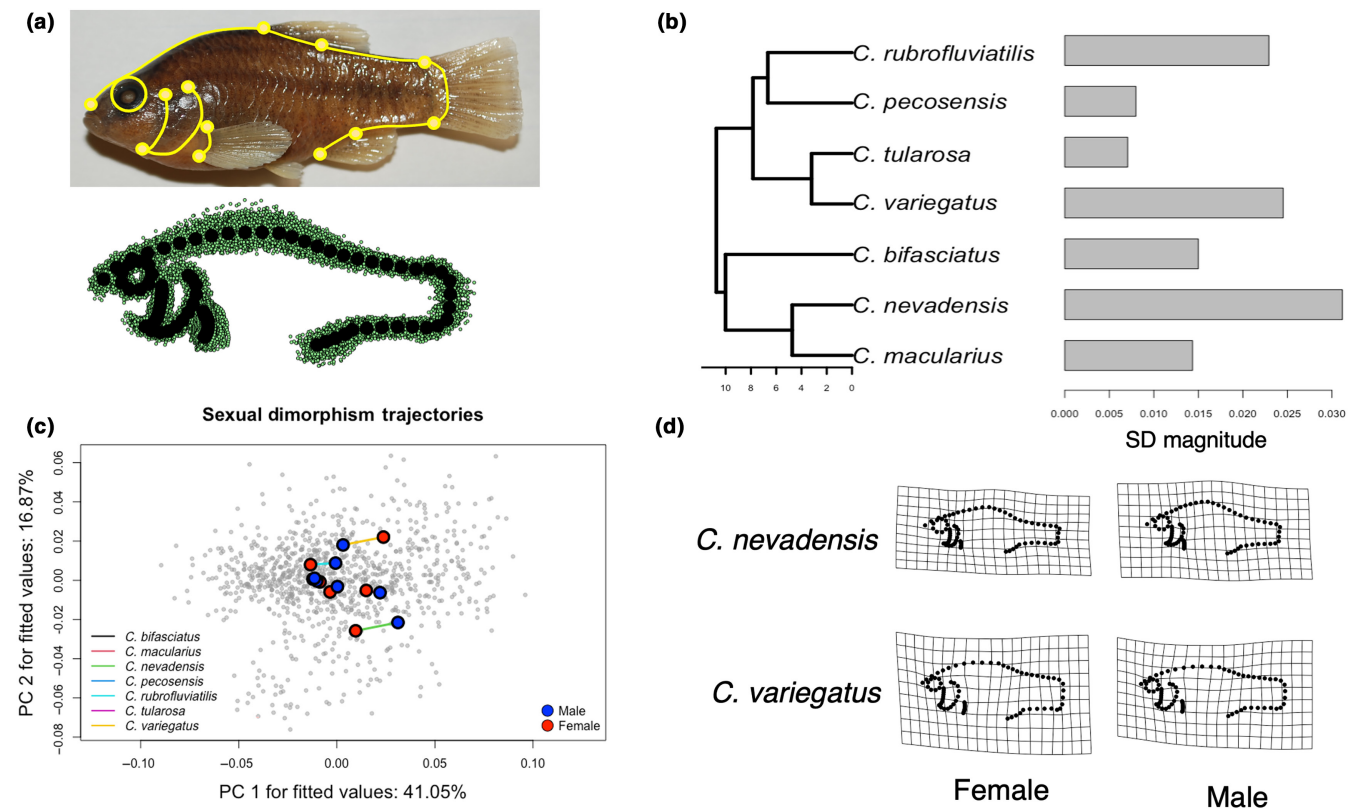 (a)
(b)
C. rubrofluviatilis
C. pecosensis
C. tularosa
C. variegatus
C. bifasciatus
C. nevadensis
C. macularius
10 8 6 4 2 0
0.000 0.005 0.010 0.015 0.020 0.025 0.030
SD magnitude
(c)
Sexual dimorphism trajectories
PC 2 for fitted values: 16.87%
0.06
0.04
0.02
0.00
−0.02
−0.04
−0.06
−0.08
C. bifasciatus
C. macularius
C. nevadensis
C. pecosensis
C. rubrofluviatilis
C. tularosa
C. variegatus
Male
Female
−0.10 −0.05 0.00 0.05 0.10
PC 1 for fitted values: 41.05%
(d)
C. nevadensis
C. variegatus
Female Male